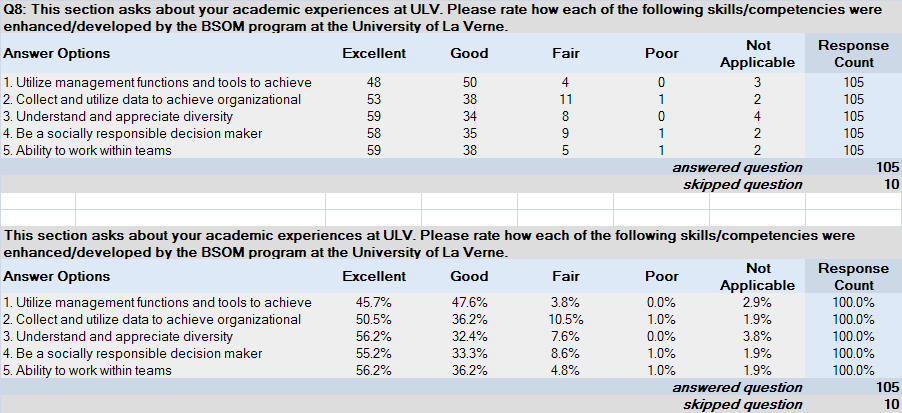 Q8: This section asks about your academic experiences at ULV. Please rate how each of the following skills/competencies were
enhanced/developed by the BSOM program at the University of La Verne.
Answer Options Excellent Good Fair Poor Not Applicable Response Count
1. Utilize management functions and tools to achieve 48 50 4 0 3 105
2. Collect and utilize data to achieve organizational 53 38 11 1 2 105
3. Understand and appreciate diversity 59 34 8 0 4 105
4. Be a socially responsible decision maker 58 35 9 1 2 105
5. Ability to work within teams 59 38 5 1 2 105
answered question 105
skipped question 10
This section asks about your academic experiences at ULV. Please rate how each of the following skills/competencies were
enhanced/developed by the BSOM program at the University of La Verne.
Answer Options Excellent Good Fair Poor Not Applicable Response Count
1. Utilize management functions and tools to achieve 45.7% 47.6% 3.8% 0.0% 2.9% 100.0%
2. Collect and utilize data to achieve organizational 50.5% 36.2% 10.5% 1.0% 1.9% 100.0%
3. Understand and appreciate diversity 56.2% 32.4% 7.6% 0.0% 3.8% 100.0%
4. Be a socially responsible decision maker 55.2% 33.3% 8.6% 1.0% 1.9% 100.0%
5. Ability to work within teams 56.2% 36.2% 4.8% 1.0% 1.9% 100.0%
answered question 105
skipped question 10